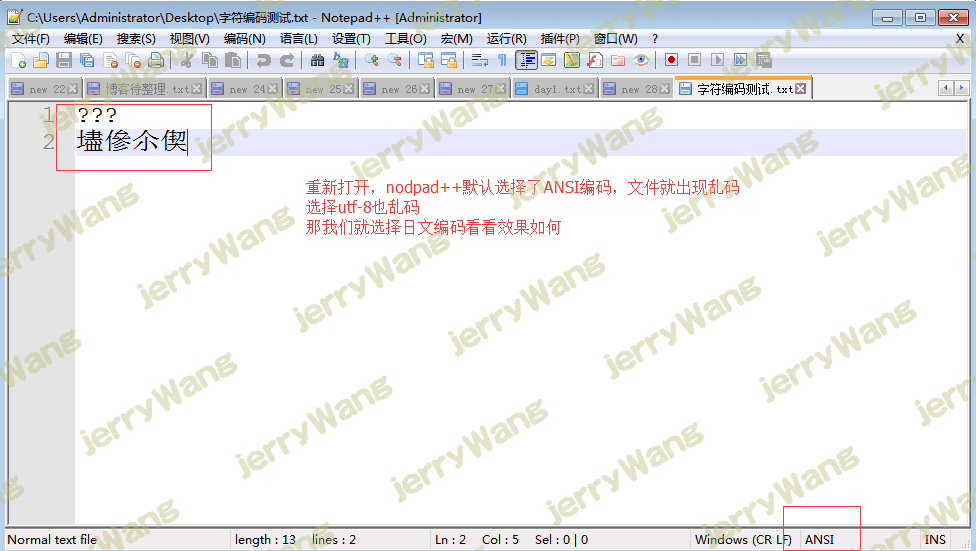 C:\Users\Administrator\Desktop\字符编码测试.txt - Notepad++ [Administrator]
文件(F) 编辑(E) 搜索(S) 视图(V) 编码(N) 语言(L) 设置(T) 工具(O) 宏(M) 运行(R) 插件(P) 窗口(W) ? X
new 22 博客待整理.txt new 24 new 25 new 26 new 27 day1.txt new 28 字符编码测试.txt
1 ???
2 壗偧尒偰
重新打开，nodpad++默认选择了ANSI编码，文件就出现乱码
选择utf-8也乱码
那我们就选择日文编码看看效果如何
jerryWang
Normal text file length : 13 lines : 2 Ln : 2 Col : 5 Sel : 0 | 0 Windows (CR LF) ANSI INS